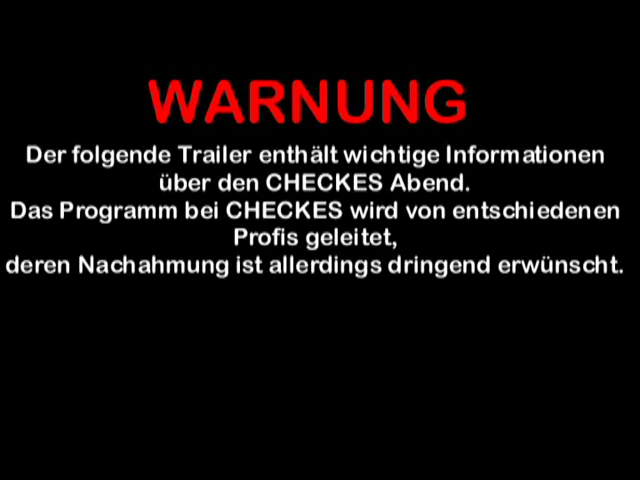 WARNUNG
Der folgende Trailer enthält wichtige Informationen
über den CHECKES Abend.
Das Programm bei CHECKES wird von entschiedenen
Profis geleitet,
deren Nachahmung ist allerdings dringend erwünscht.